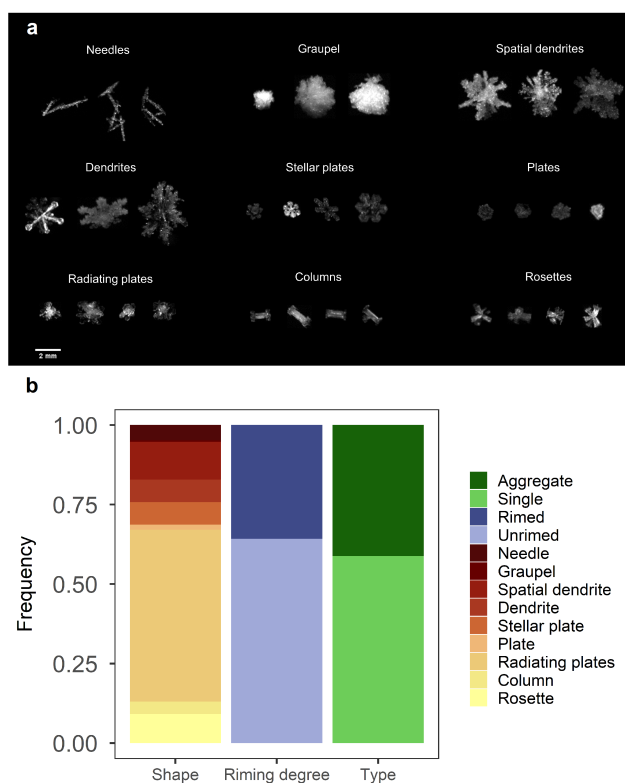 a
Needles
Graupel
Spatial dendrites
Dendrites
Stellar plates
Plates
Radiating plates
Columns
Rosettes
2 mm
b
1.00
0.75
0.50
0.25
0.00
Frequency
Shape
Riming degree
Type
Aggregate
Single
Rimed
Unrimed
Needle
Graupel
Spatial dendrite
Dendrite
Stellar plate
Plate
Radiating plates
Column
Rosette